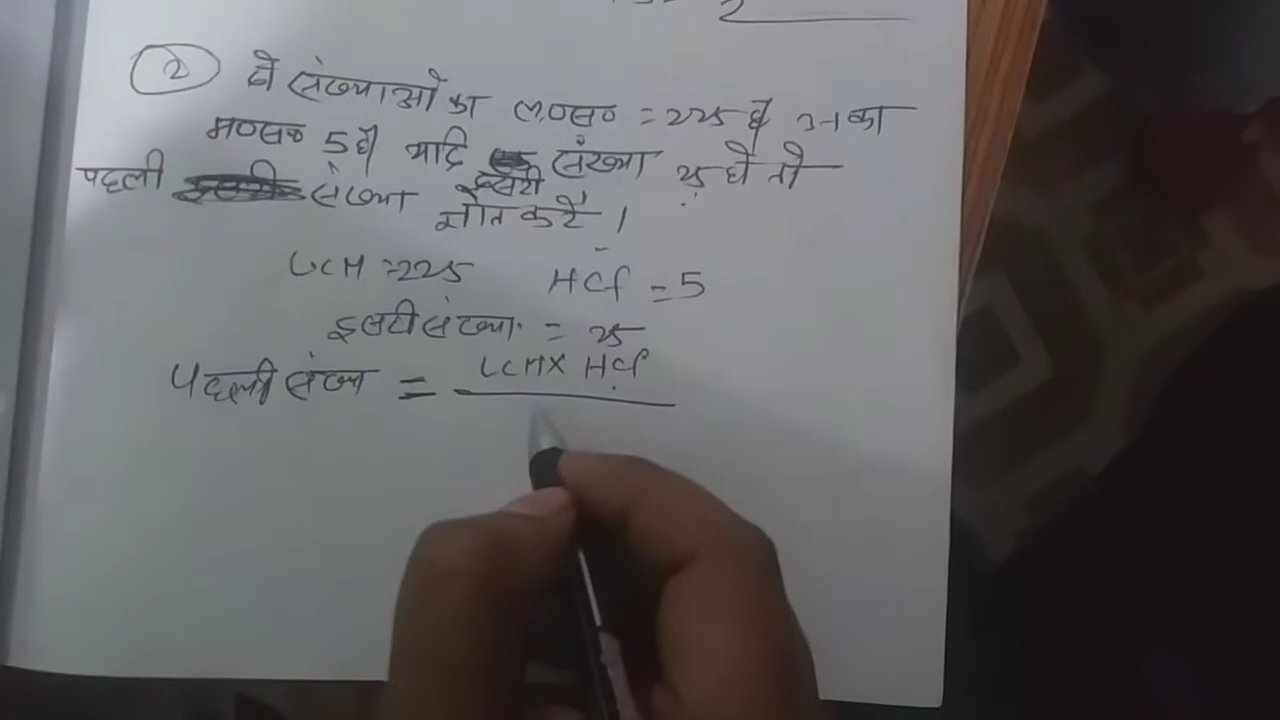 2
② दो संख्याओं का ल०स० = 225 है उनका
म०स० 5 है यदि दूसरी संख्या 25 है तो
पहली संख्या ज्ञात करें।
LCM = 225 HCF = 5
दूसरी संख्या = 25
पहली संख्या = LCM X HCF